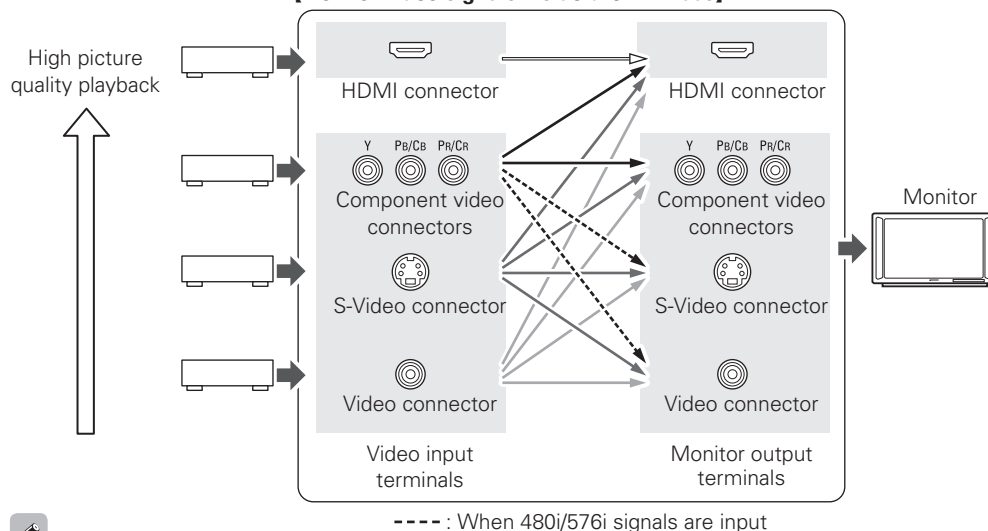 High picture
quality playback
HDMI connector
HDMI connector
Y PB/CB PR/CR
Y PB/CB PR/CR
Component video
connectors
Component video
connectors
Monitor
S-Video connector
S-Video connector
Video connector
Video connector
Video input
terminals
Monitor output
terminals
---- : When 480i/576i signals are input